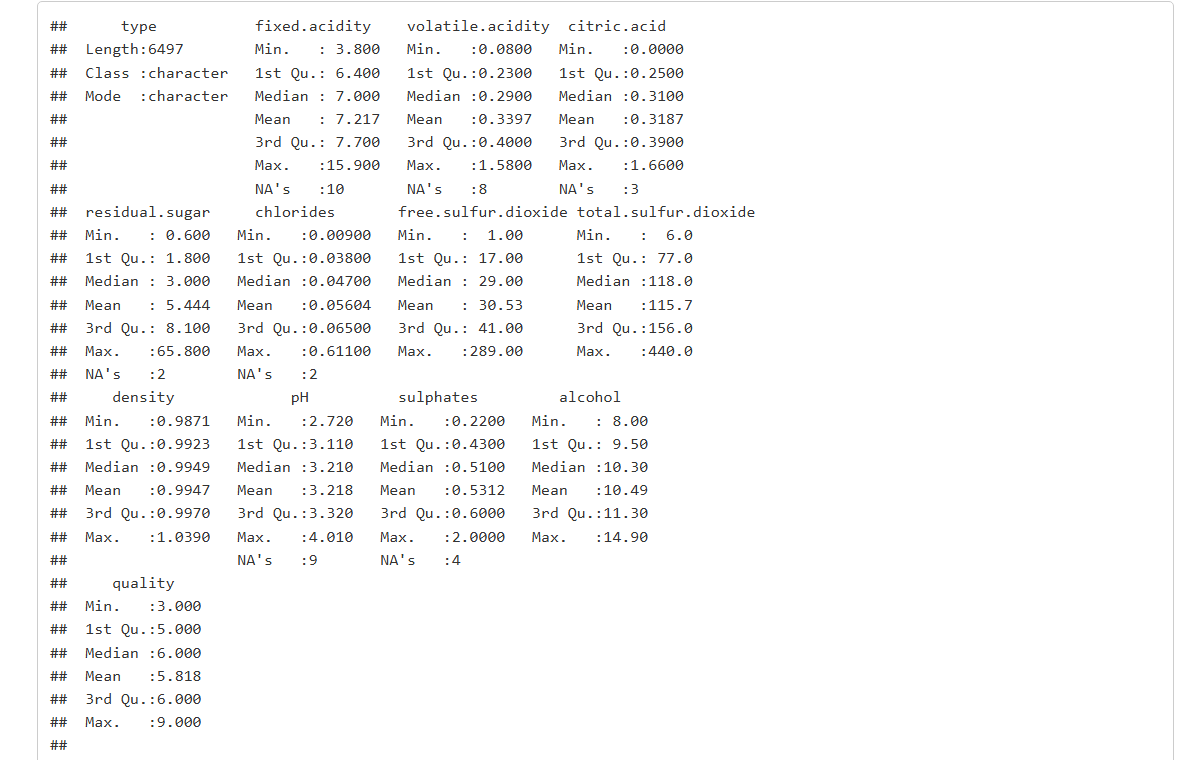 ##      type           fixed.acidity    volatile.acidity  citric.acid
##  Length:6497        Min.   : 3.800   Min.   :0.0800   Min.   :0.0000
##  Class :character   1st Qu.: 6.400   1st Qu.:0.2300   1st Qu.:0.2500
##  Mode  :character   Median : 7.000   Median :0.2900   Median :0.3100
##                     Mean   : 7.217   Mean   :0.3397   Mean   :0.3187
##                     3rd Qu.: 7.700   3rd Qu.:0.4000   3rd Qu.:0.3900
##                     Max.   :15.900   Max.   :1.5800   Max.   :1.6600
##                     NA's   :10       NA's   :8        NA's   :3
##  residual.sugar     chlorides       free.sulfur.dioxide total.sulfur.dioxide
##  Min.   : 0.600   Min.   :0.00900   Min.   :  1.00      Min.   :  6.0
##  1st Qu.: 1.800   1st Qu.:0.03800   1st Qu.: 17.00      1st Qu.: 77.0
##  Median : 3.000   Median :0.04700   Median : 29.00      Median :118.0
##  Mean   : 5.444   Mean   :0.05604   Mean   : 30.53      Mean   :115.7
##  3rd Qu.: 8.100   3rd Qu.:0.06500   3rd Qu.: 41.00      3rd Qu.:156.0
##  Max.   :65.800   Max.   :0.61100   Max.   :289.00      Max.   :440.0
##  NA's   :2        NA's   :2
##     density             pH          sulphates         alcohol
##  Min.   :0.9871   Min.   :2.720   Min.   :0.2200   Min.   : 8.00
##  1st Qu.:0.9923   1st Qu.:3.110   1st Qu.:0.4300   1st Qu.: 9.50
##  Median :0.9949   Median :3.210   Median :0.5100   Median :10.30
##  Mean   :0.9947   Mean   :3.218   Mean   :0.5312   Mean   :10.49
##  3rd Qu.:0.9970   3rd Qu.:3.320   3rd Qu.:0.6000   3rd Qu.:11.30
##  Max.   :1.0390   Max.   :4.010   Max.   :2.0000   Max.   :14.90
##                   NA's   :9       NA's   :4
##     quality
##  Min.   :3.000
##  1st Qu.:5.000
##  Median :6.000
##  Mean   :5.818
##  3rd Qu.:6.000
##  Max.   :9.000
##